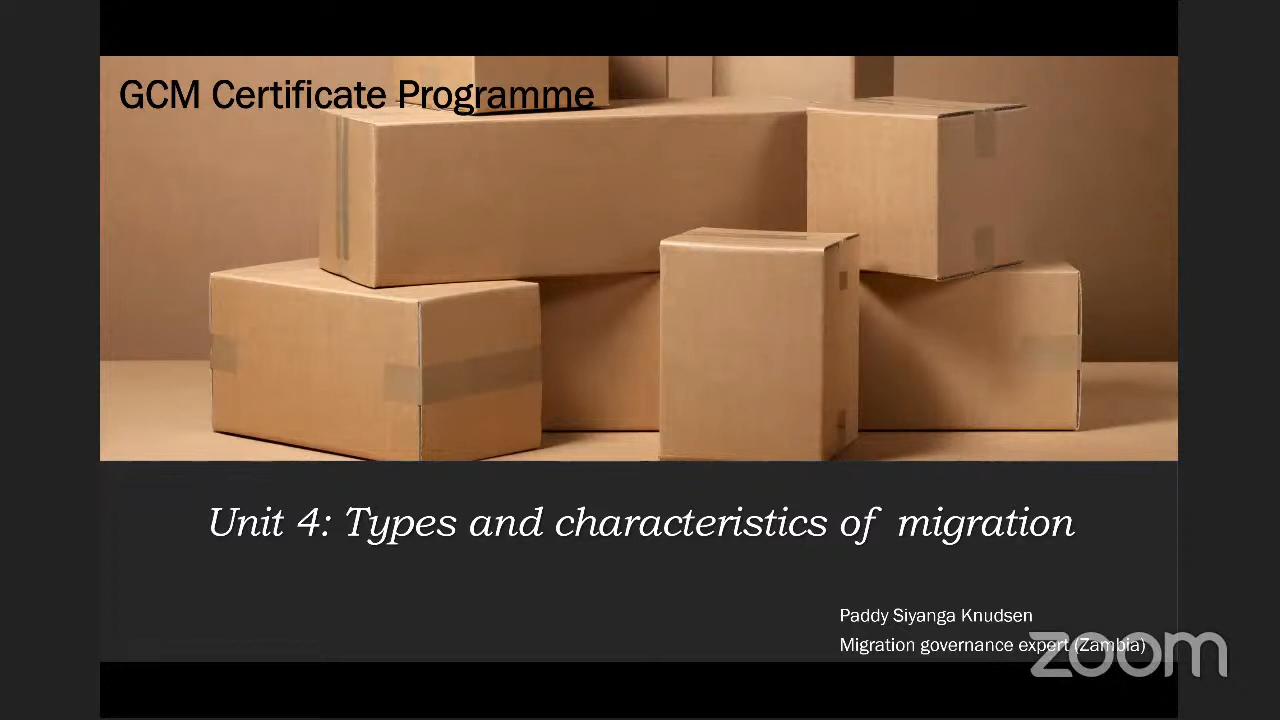 GCM Certificate Programme
Unit 4: Types and characteristics of migration
Paddy Siyanga Knudsen
Migration governance expert (Zambia)
zoom